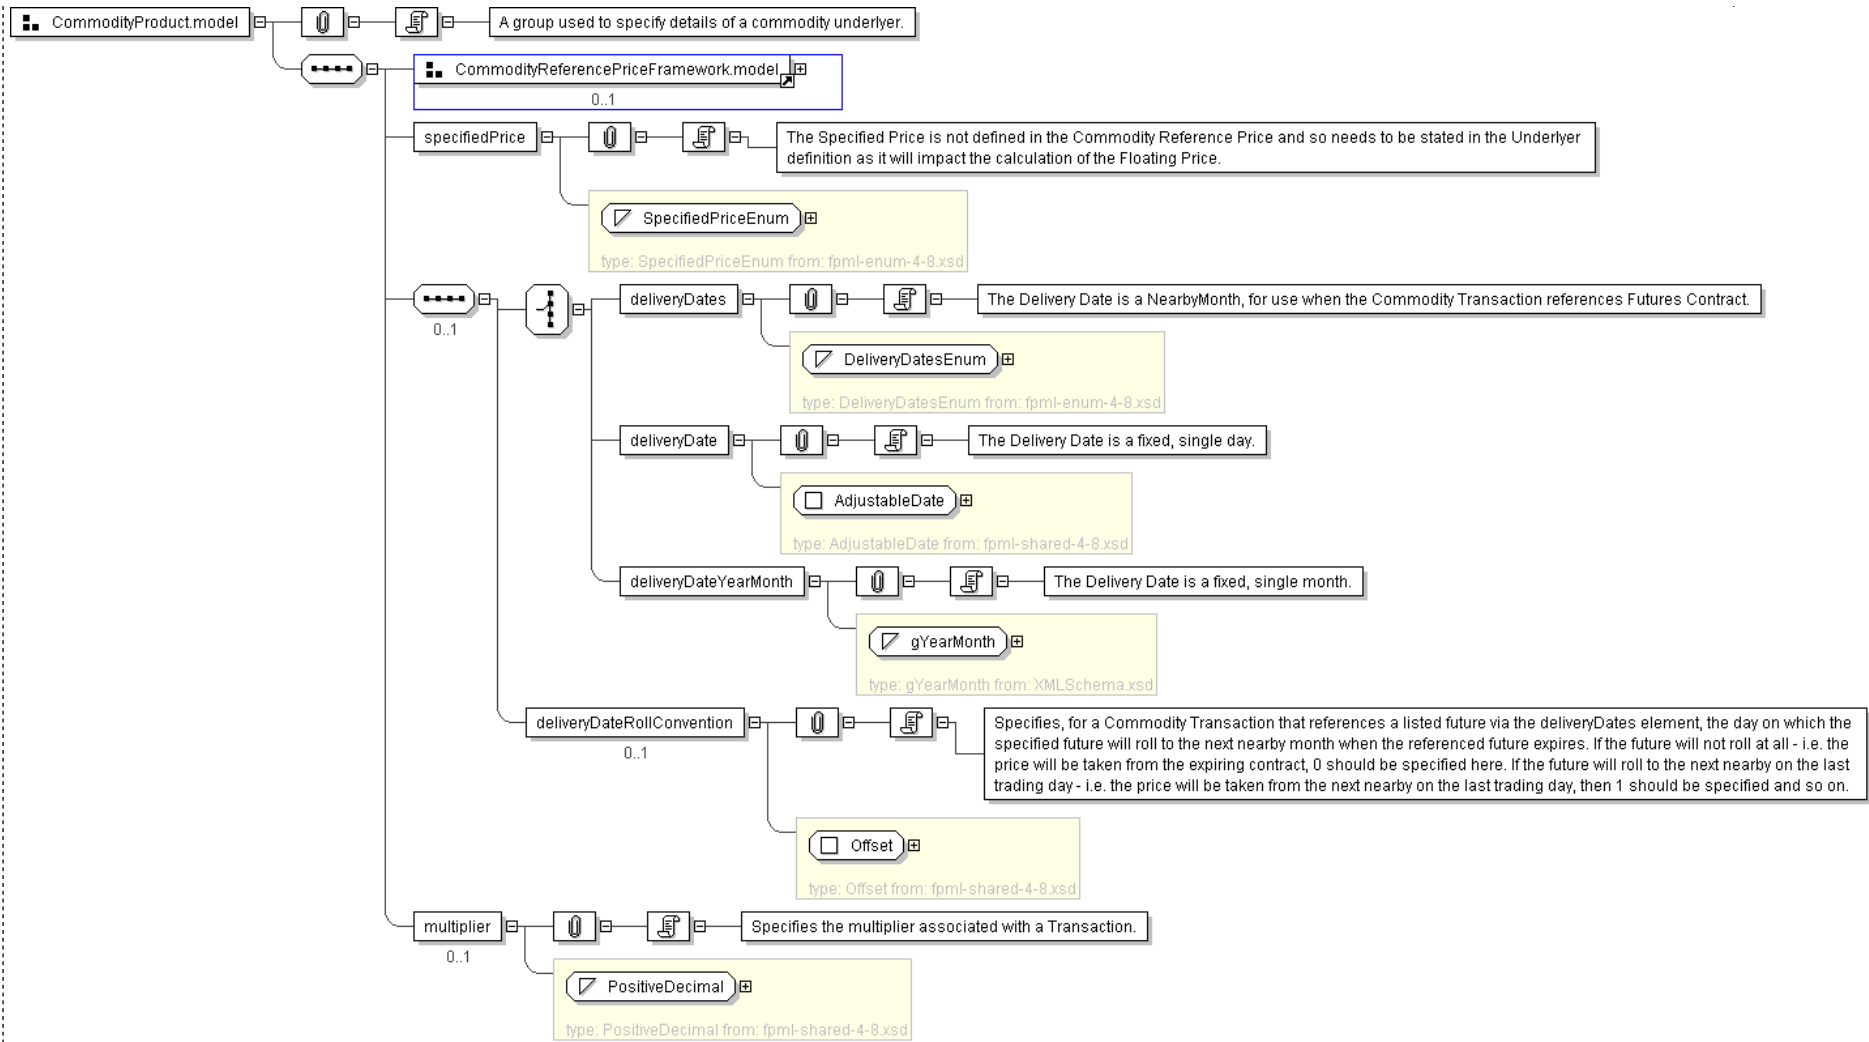 CommodityProduct.model
A group used to specify details of a commodity underlyer.
CommodityReferencePriceFramework.model
0..1
specifiedPrice
The Specified Price is not defined in the Commodity Reference Price and so needs to be stated in the Underlyer
definition as it will impact the calculation of the Floating Price.
SpecifiedPriceEnum
type: SpecifiedPriceEnum from: fpml-enum-4-8.xsd
0..1
deliveryDates
The Delivery Date is a NearbyMonth, for use when the Commodity Transaction references Futures Contract.
DeliveryDatesEnum
type: DeliveryDatesEnum from: fpml-enum-4-8.xsd
deliveryDate
The Delivery Date is a fixed, single day.
AdjustableDate
type: AdjustableDate from: fpml-shared-4-8.xsd
deliveryDateYearMonth
The Delivery Date is a fixed, single month.
gYearMonth
type: gYearMonth from: XMLSchema.xsd
deliveryDateRollConvention
0..1
Specifies, for a Commodity Transaction that references a listed future via the deliveryDates element, the day on which the
specified future will roll to the next nearby month when the referenced future expires. If the future will not roll at all - i.e. the
price will be taken from the expiring contract, 0 should be specified here. If the future will roll to the next nearby on the last
trading day - i.e. the price will be taken from the next nearby on the last trading day, then 1 should be specified and so on.
Offset
type: Offset from: fpml-shared-4-8.xsd
multiplier
0..1
Specifies the multiplier associated with a Transaction.
PositiveDecimal
type: PositiveDecimal from: fpml-shared-4-8.xsd